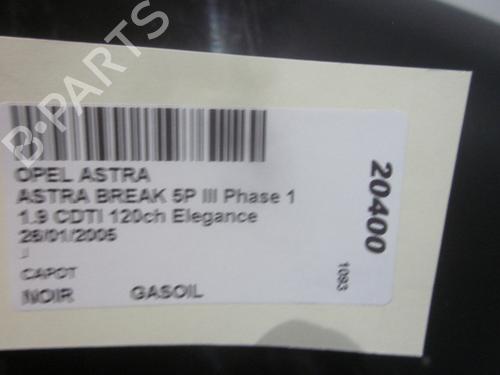 B-PARTS
OPEL ASTRA
ASTRA BREAK 5P III Phase 1
1.9 CDTI 120ch Elegance
26/01/2005
J
CAPOT
NOIR GASOIL
20400
1093